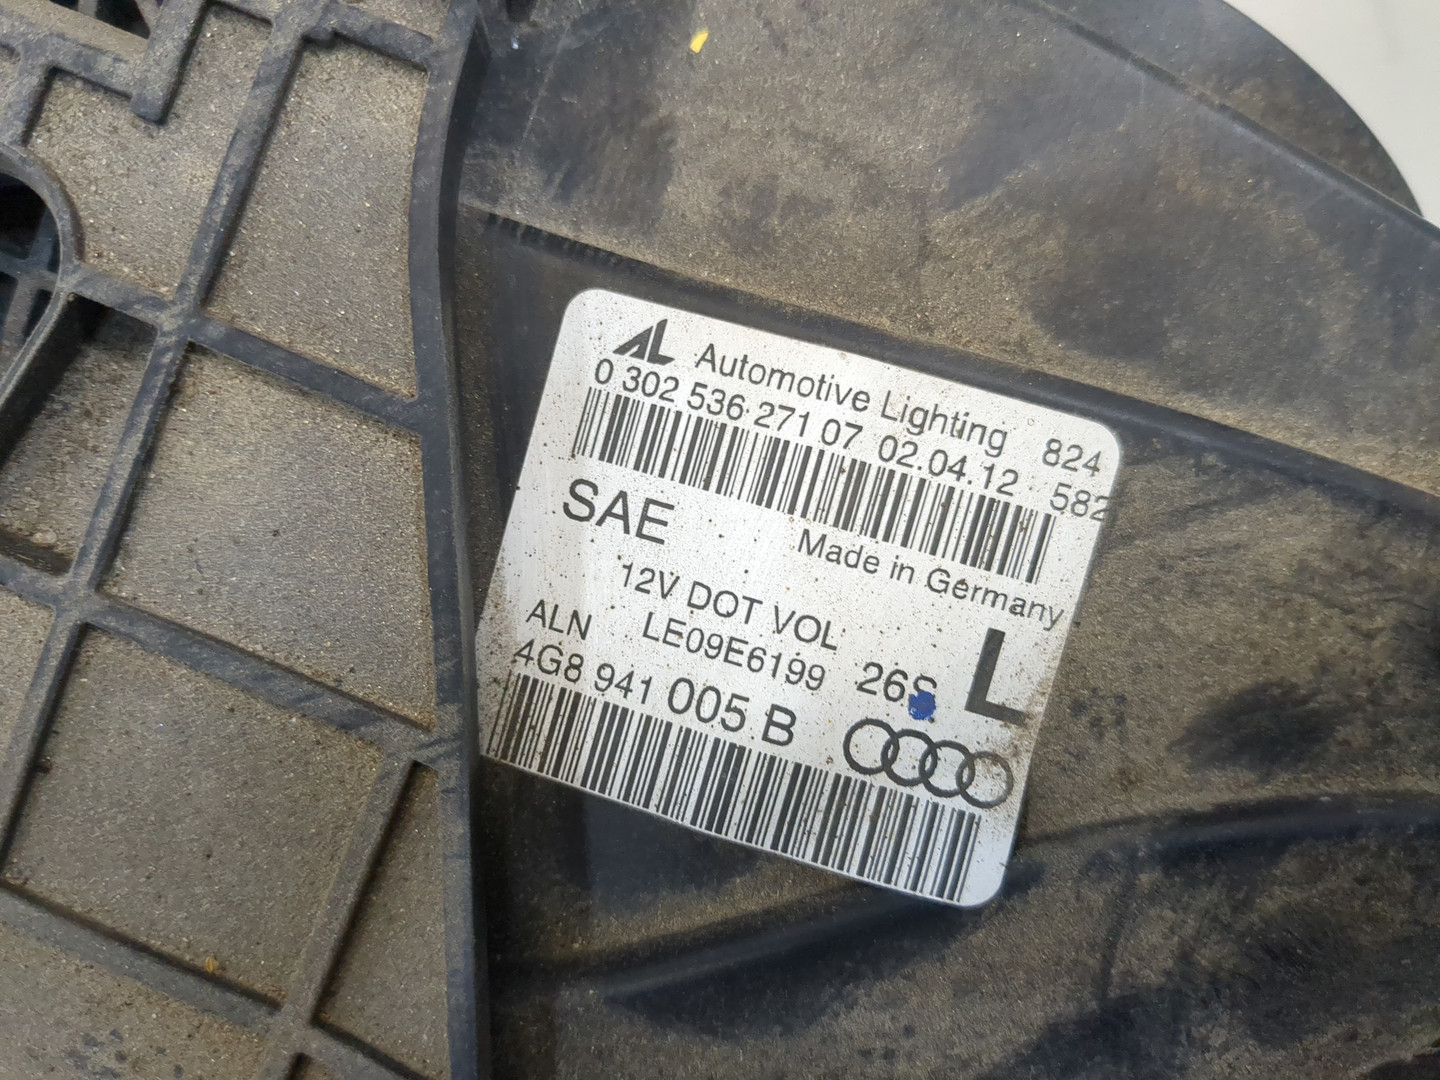 AL Automotive Lighting 824
0 302 536 271 07 02.04.12 582
SAE Made in Germany
12V DOT VOL
ALN LE09E6199 26S L
4G8 941 005 B